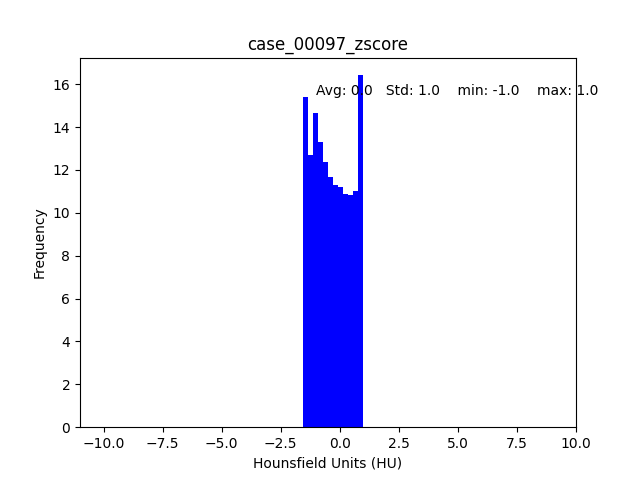 case_00097_zscore
Avg: 0.0 Std: 1.0 min: -1.0 max: 1.0
16
14
12
10
8
6
4
2
0
Frequency
−10.0 −7.5 −5.0 −2.5 0.0 2.5 5.0 7.5 10.0
Hounsfield Units (HU)